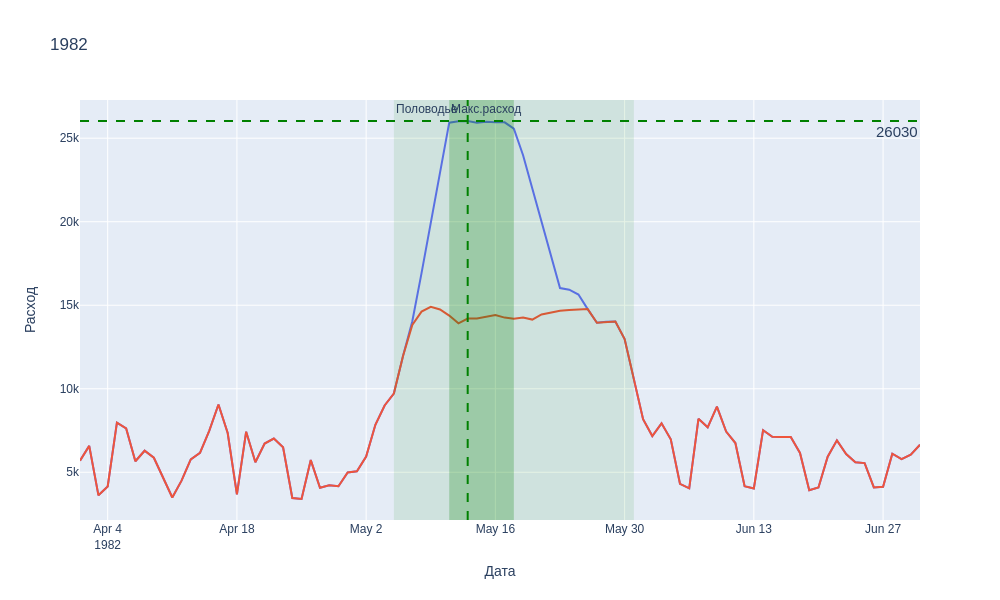 1982
Половодье
Макс.расход
26030
25k
20k
15k
10k
5k
Расход
Apr 4
1982
Apr 18
May 2
May 16
May 30
Jun 13
Jun 27
Дата